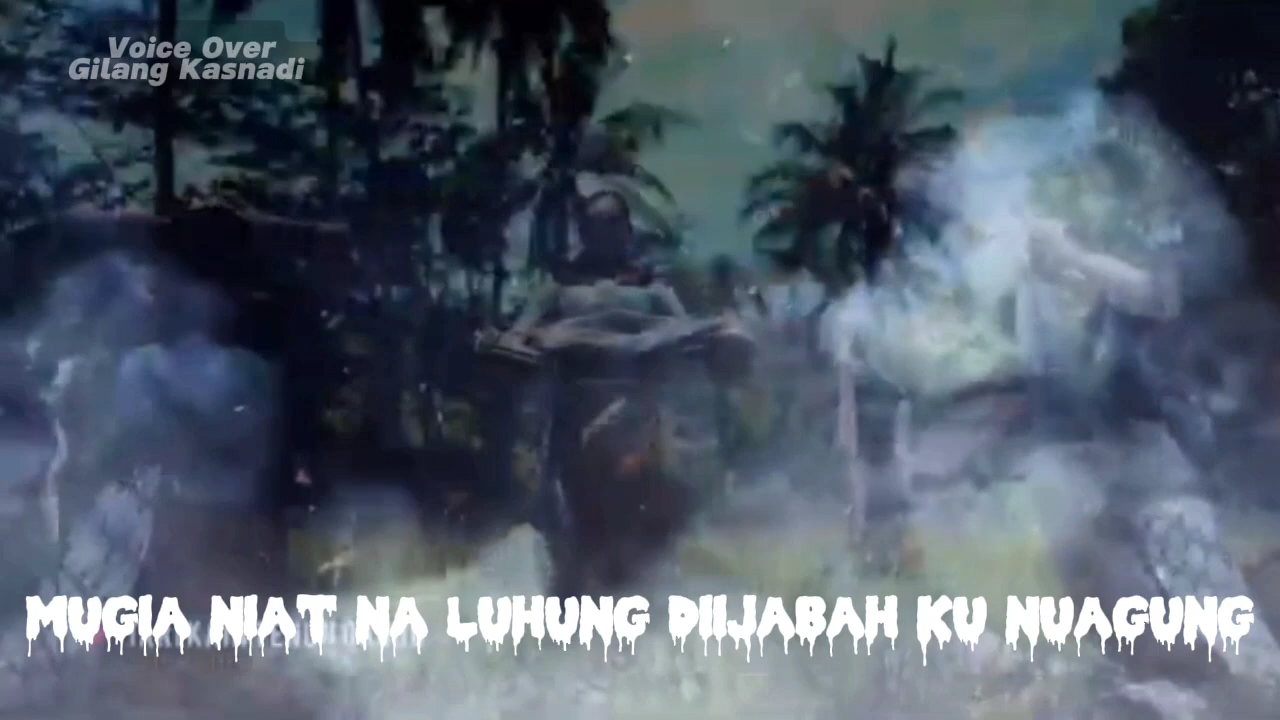 Voice Over
Gilang Kasnadi
MUGIA NIAT NA LUHUNG DIIJABAH KU NUAGUNG